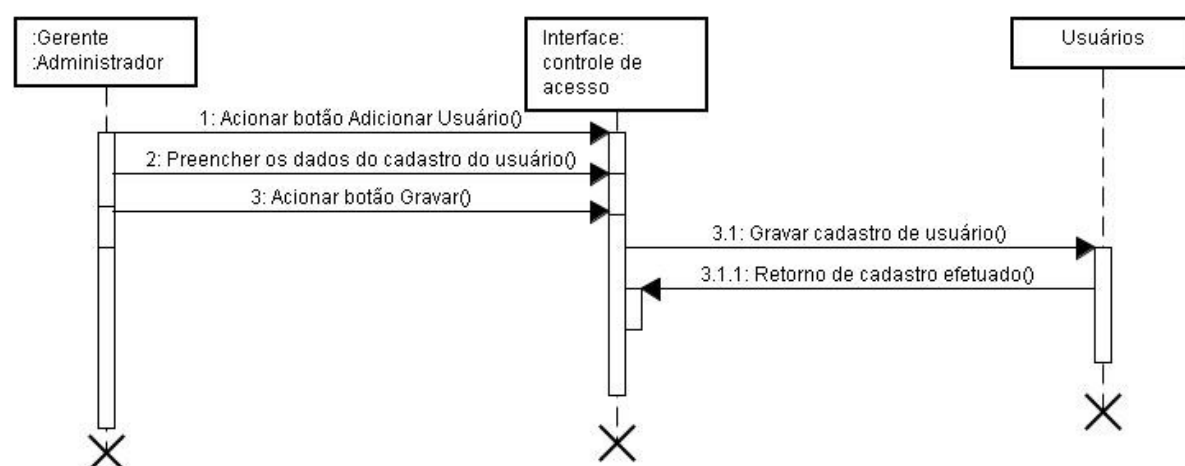 :Gerente
:Administrador
Interface:
controle de
acesso
Usuários
1: Acionar botão Adicionar Usuário()
2: Preencher os dados do cadastro do usuário()
3: Acionar botão Gravar()
3.1: Gravar cadastro de usuário()
3.1.1: Retorno de cadastro efetuado()